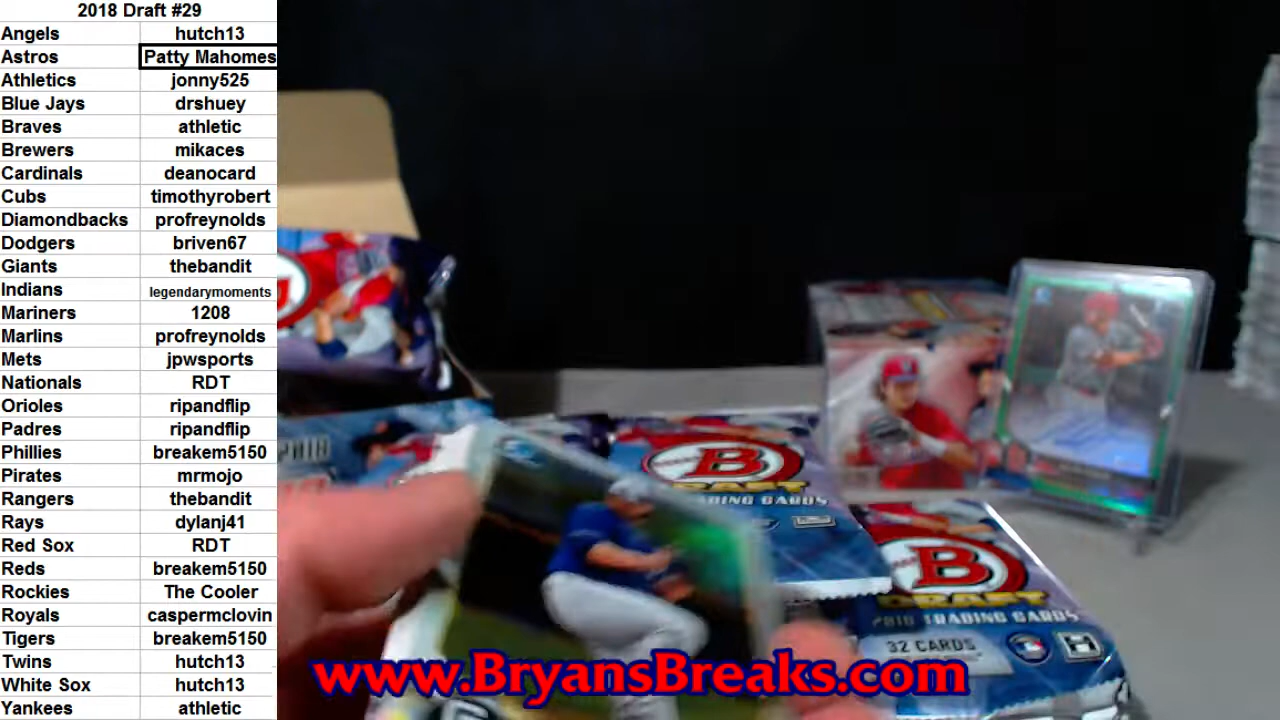 2018 Draft #29
Angels hutch13
Astros Patty Mahomes
Athletics jonny525
Blue Jays drshuey
Braves athletic
Brewers mikaces
Cardinals deanocard
Cubs timothyrobert
Diamondbacks profreynolds
Dodgers briven67
Giants thebandit
Indians legendarymoments
Mariners 1208
Marlins profreynolds
Mets jpwsports
Nationals RDT
Orioles ripandflip
Padres ripandflip
Phillies breakem5150
Pirates mrmojo
Rangers thebandit
Rays dylanj41
Red Sox RDT
Reds breakem5150
Rockies The Cooler
Royals caspermclovin
Tigers breakem5150
Twins hutch13
White Sox hutch13
Yankees athletic
2018
B
DRAFT
TRADING CARDS
B
DRAFT
2018 TRADING CARDS
32 CARDS
www.BryansBreaks.com